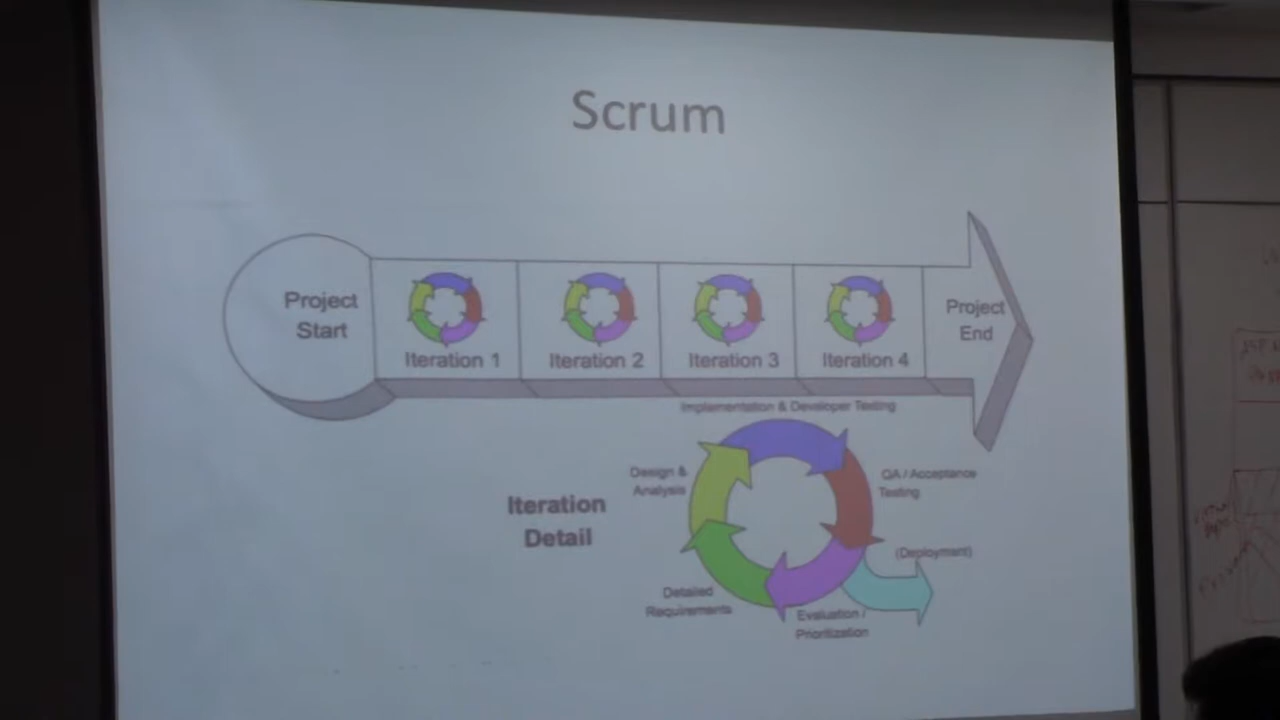 Scrum
Project
Start
Iteration 1
Iteration 2
Iteration 3
Iteration 4
Project
End
Implementation & Developer Testing
Design &
Analysis
QA / Acceptance
Testing
Iteration
Detail
(Deployment)
Detailed
Requirements
Evaluation /
Prioritization